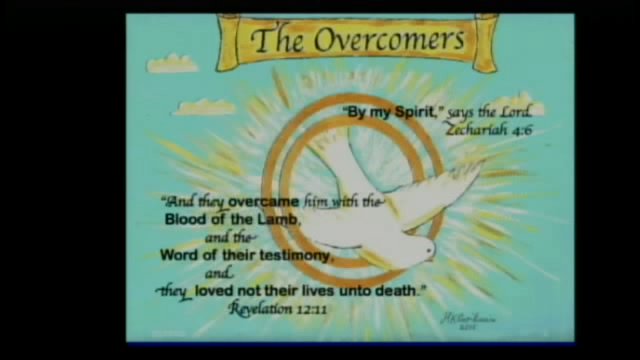 The Overcomers
"By my Spirit," says the Lord.
Zechariah 4:6
"And they overcame him with the
Blood of the Lamb,
and the
Word of their testimony,
and
they loved not their lives unto death."
Revelation 12:11